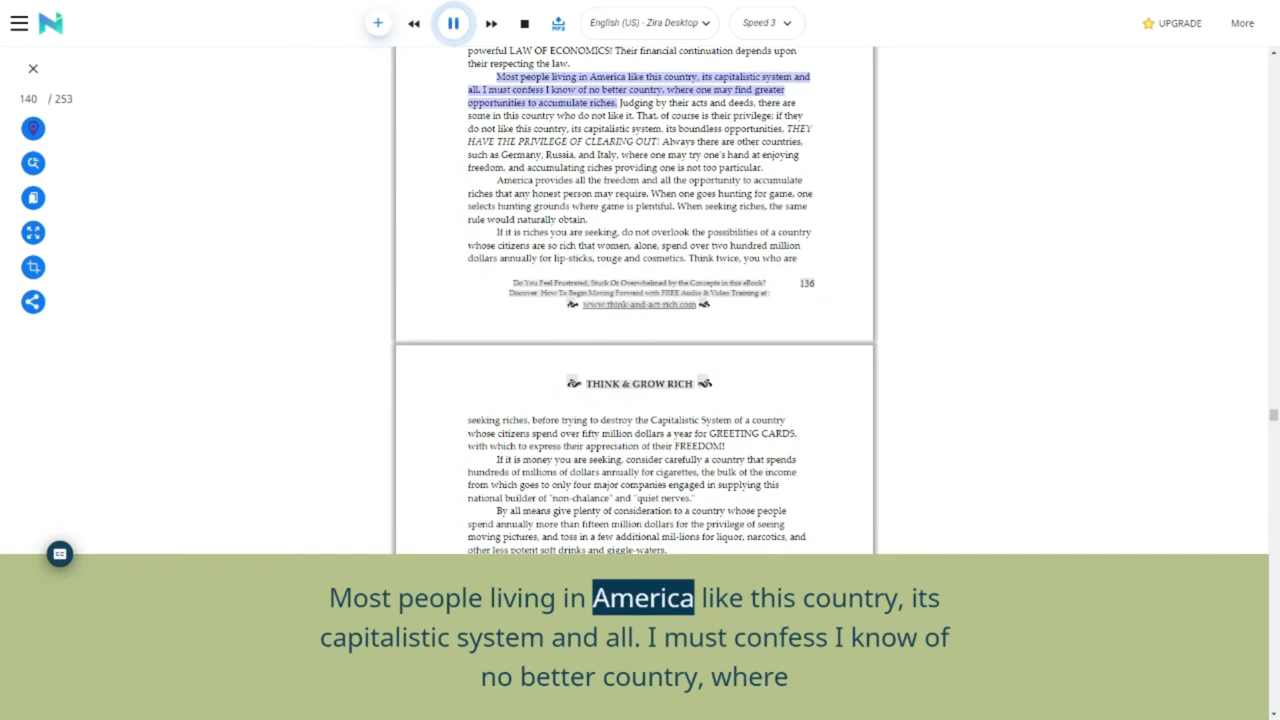 English (US) - Zira Desktop
Speed 3
UPGRADE
More
MP3
140 / 253
powerful LAW OF ECONOMICS! Their financial continuation depends upon
their respecting the law.
Most people living in America like this country, its capitalistic system and
all. I must confess I know of no better country, where one may find greater
opportunities to accumulate riches. Judging by their acts and deeds, there are
some in this country who do not like it. That, of course is their privilege; if they
do not like this country, its capitalistic system, its boundless opportunities, THEY
HAVE THE PRIVILEGE OF CLEARING OUT! Always there are other countries,
such as Germany, Russia, and Italy, where one may try one's hand at enjoying
freedom, and accumulating riches providing one is not too particular.
America provides all the freedom and all the opportunity to accumulate
riches that any honest person may require. When one goes hunting for game, one
selects hunting grounds where game is plentiful. When seeking riches, the same
rule would naturally obtain.
If it is riches you are seeking, do not overlook the possibilities of a country
whose citizens are so rich that women, alone, spend over two hundred million
dollars annually for lip-sticks, rouge and cosmetics. Think twice, you who are
Do You Feel Frustrated, Stuck Or Overwhelmed by the Concepts in this eBook?
Discover How To Begin Moving Forward with FREE Audio & Video Training at:
www.think-and-act-rich.com
136
THINK & GROW RICH
seeking riches, before trying to destroy the Capitalistic System of a country
whose citizens spend over fifty million dollars a year for GREETING CARDS,
with which to express their appreciation of their FREEDOM!
If it is money you are seeking, consider carefully a country that spends
hundreds of millions of dollars annually for cigarettes, the bulk of the income
from which goes to only four major companies engaged in supplying this
national builder of "non-chalance" and "quiet nerves."
By all means give plenty of consideration to a country whose people
spend annually more than fifteen million dollars for the privilege of seeing
moving pictures, and toss in a few additional mil-lions for liquor, narcotics, and
other less potent soft drinks and giggle-waters.
CC
Most people living in America like this country, its
capitalistic system and all. I must confess I know of
no better country, where